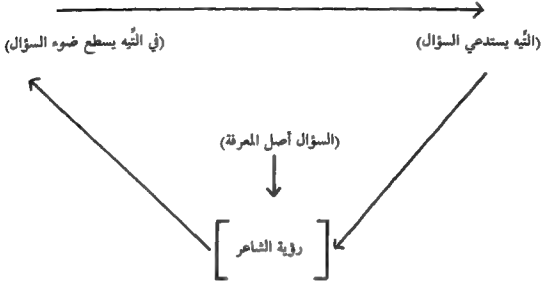 (التِّيه يستدعي السؤال)
(في التِّيه يسطع ضوء السؤال)
(السؤال أصل المعرفة)
رؤية الشاعر